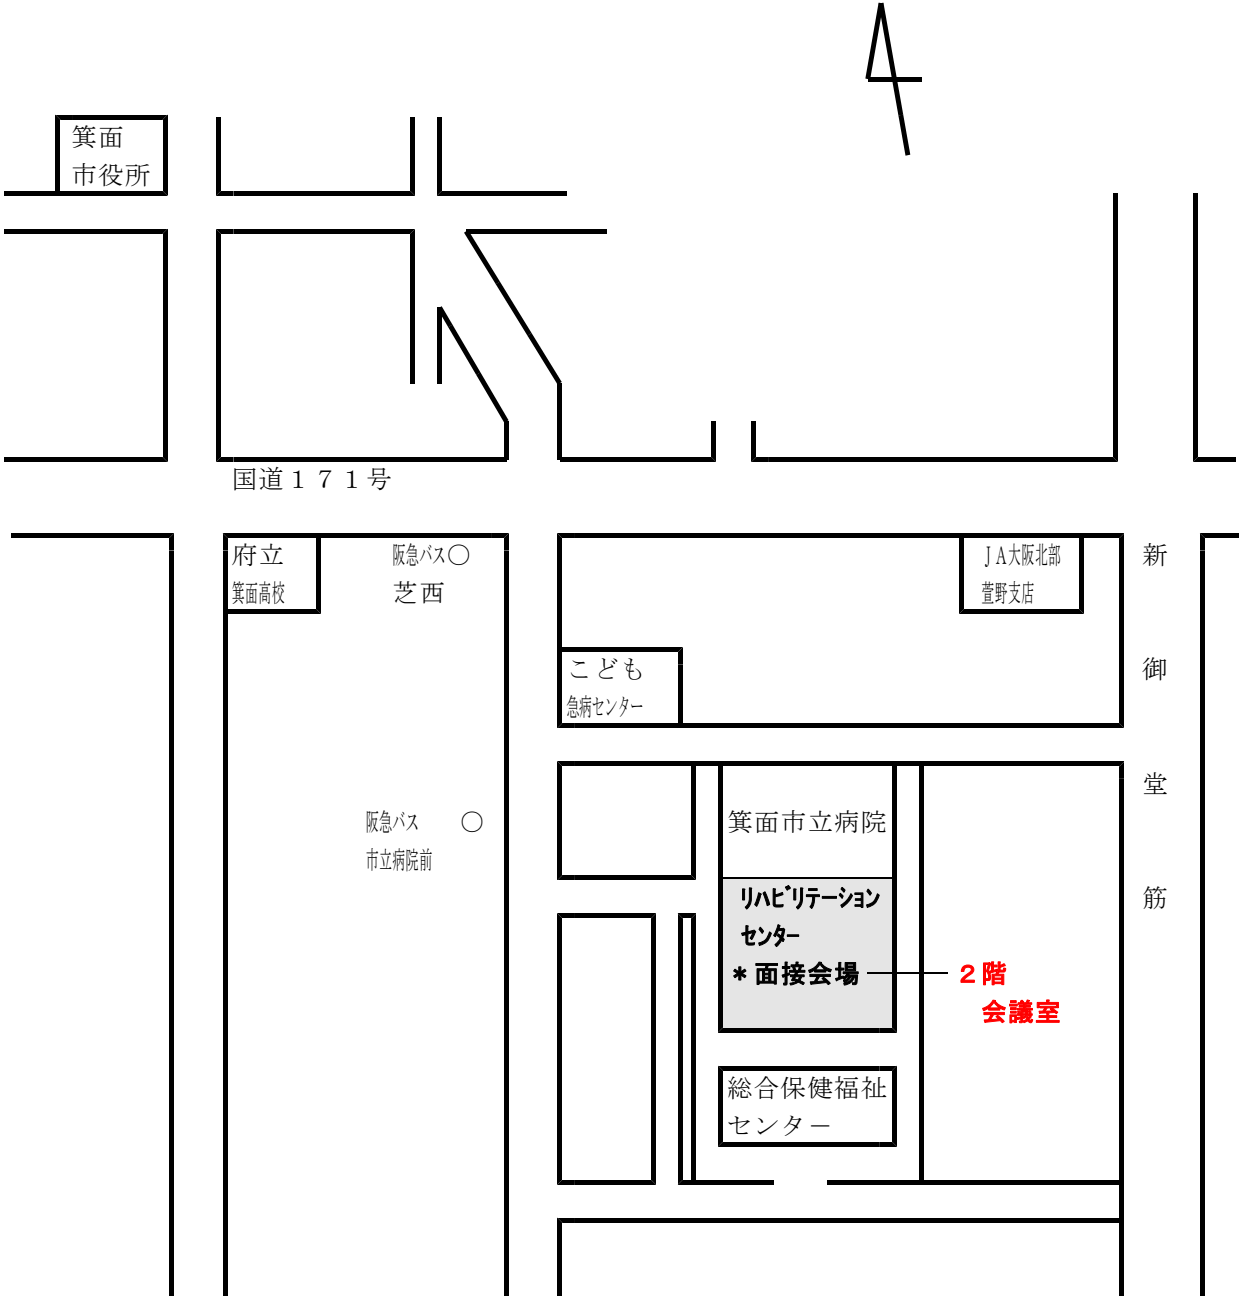 箕面
市役所
国道１７１号
府立
箕面高校
阪急バス〇
芝西
ＪＡ大阪北部
萱野支店
新
御
堂
筋
こども
急病センター
阪急バス　〇
市立病院前
箕面市立病院
リハビリテーション
センター
＊面接会場
２階
会議室
総合保健福祉
センター